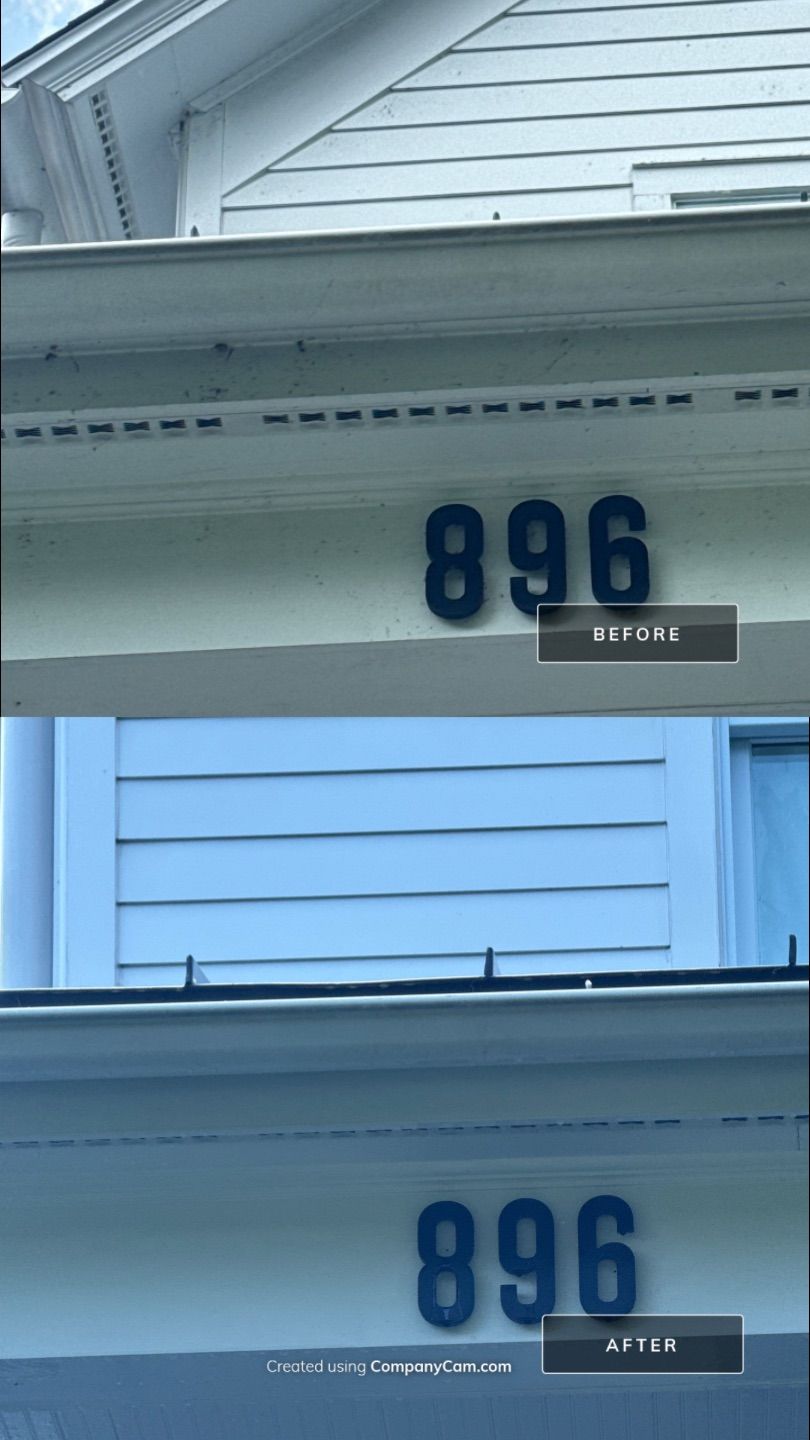 896
BEFORE
896
AFTER
Created using CompanyCam.com